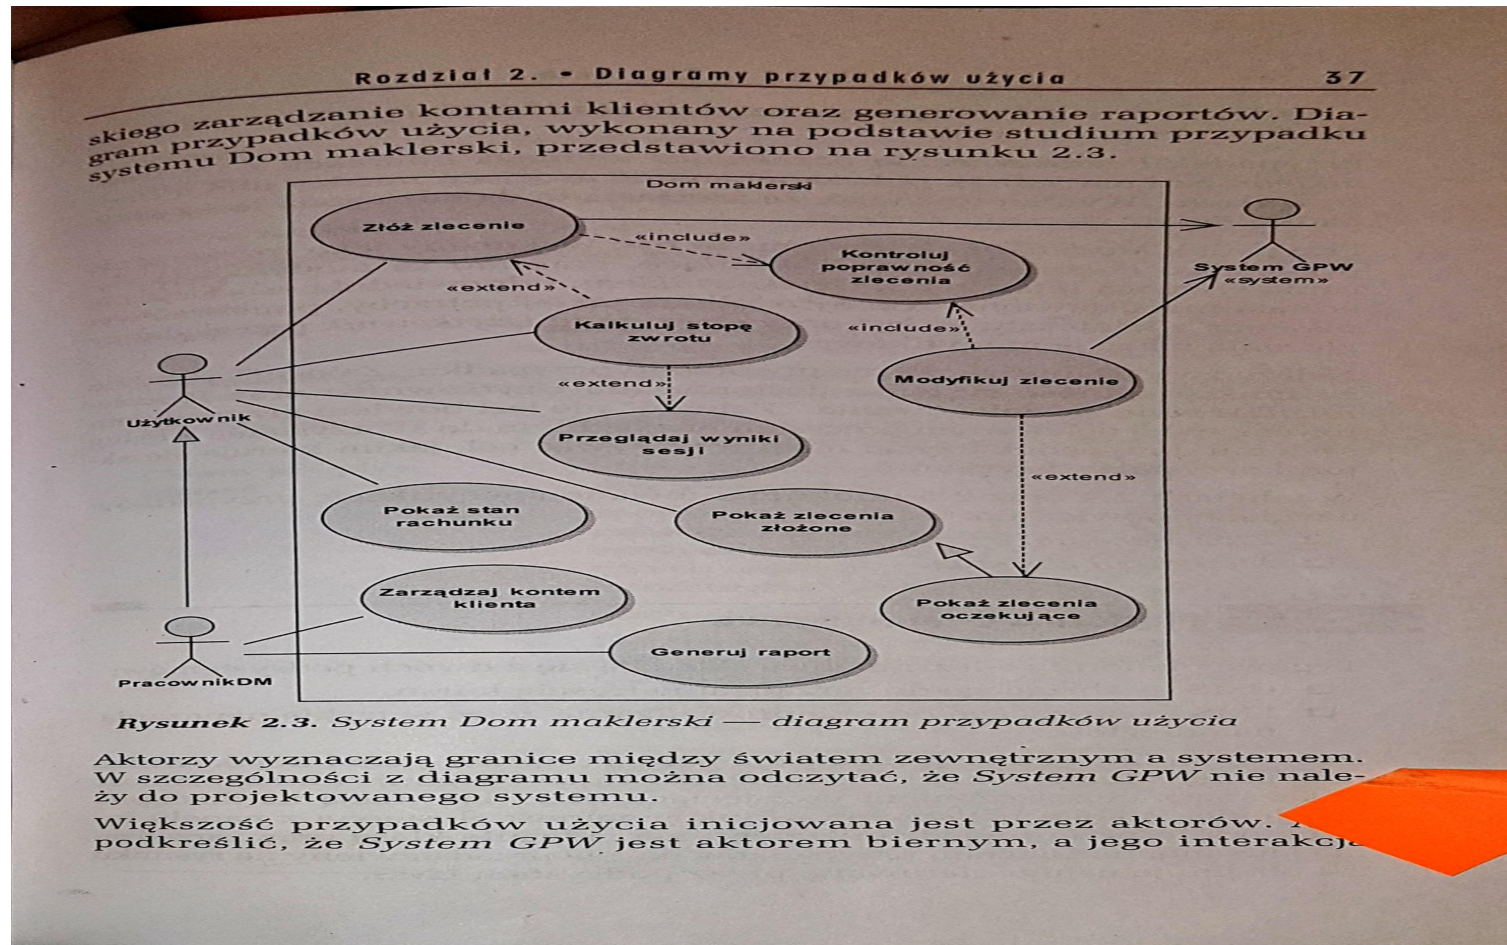 Rozdział 2. • Diagramy przypadków użycia 37
skiego zarządzanie kontami klientów oraz generowanie raportów. Dia-
gram przypadków użycia, wykonany na podstawie studium przypadku
systemu Dom maklerski, przedstawiono na rysunku 2.3.
Dom maklerski
Złóż zlecenie
«include»
Kontroluj
poprawność
zlecenia
System GPW
«system»
«extend»
Kalkuluj stopę
zwrotu
«include»
«extend»
Modyfikuj zlecenie
Użytkownik
Przeglądaj wyniki
sesji
«extend»
Pokaż stan
rachunku
Pokaż zlecenia
złożone
Zarządzaj kontem
klienta
Pokaż zlecenia
oczekujące
Generuj raport
PracownikDM
Rysunek 2.3. System Dom maklerski — diagram przypadków użycia
Aktorzy wyznaczają granice między światem zewnętrznym a systemem.
W szczególności z diagramu można odczytać, że System GPW nie nale-
ży do projektowanego systemu.
Większość przypadków użycia inicjowana jest przez aktorów.
podkreślić, że System GPW jest aktorem biernym, a jego